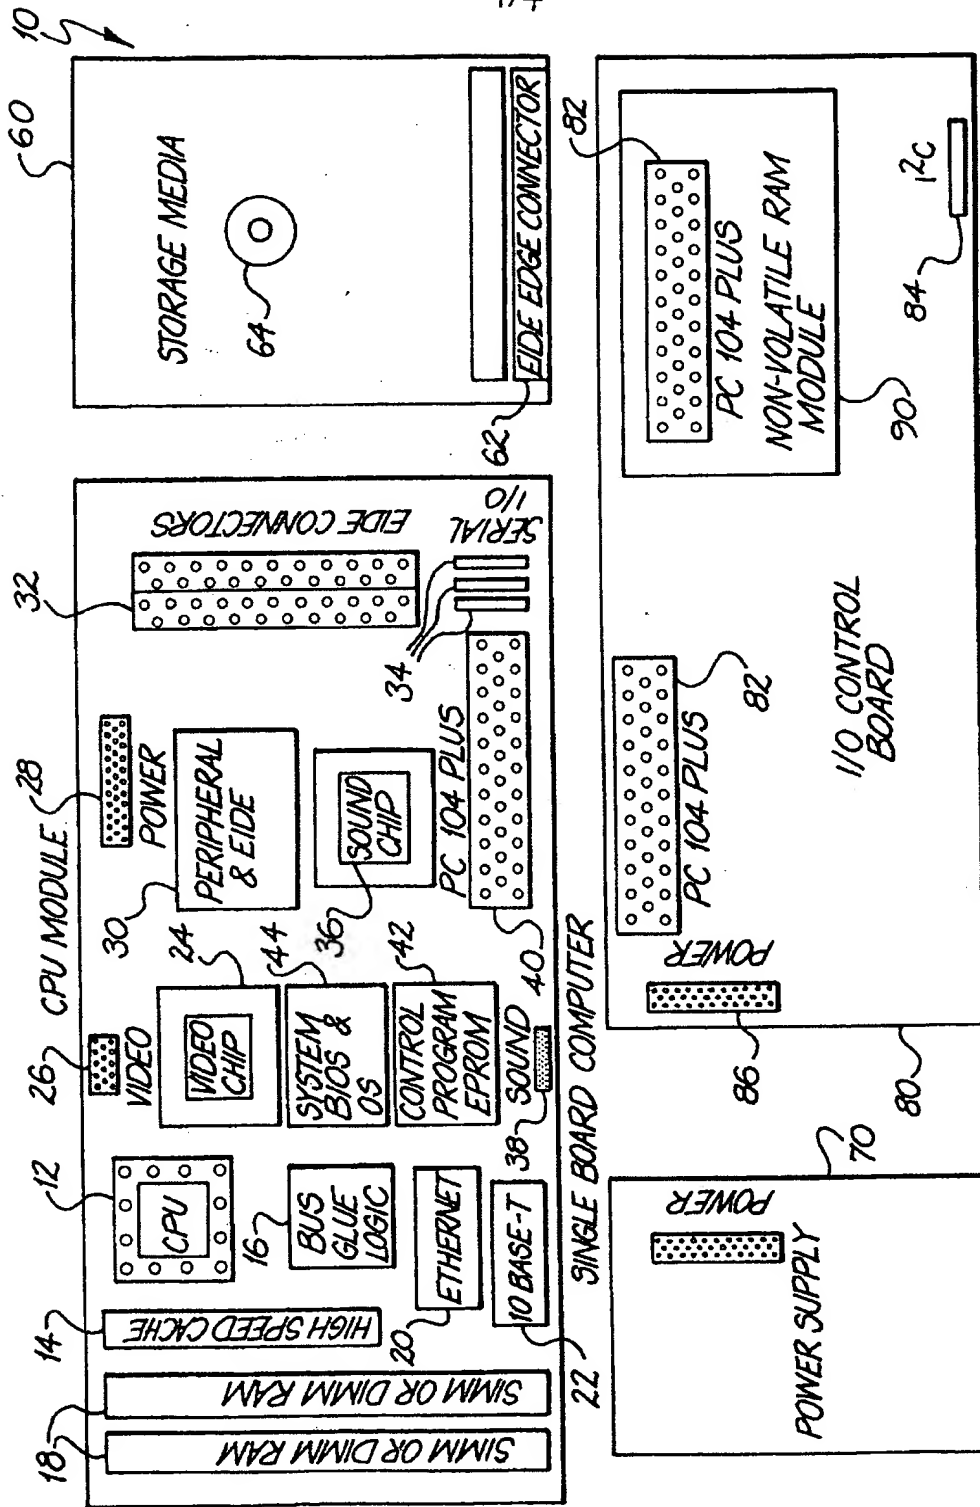 10
60
STORAGE MEDIA
64
EIDE EDGE CONNECTOR
62
CPU MODULE
18
SIMM OR DIMM RAM
SIMM OR DIMM RAM
14
HIGH SPEED CACHE
12
CPU
16
BUS
GLUE
LOGIC
20
ETHERNET
22
10 BASE-T
26
VIDEO
24
VIDEO
CHIP
44
SYSTEM
BIOS &
OS
42
CONTROL
PROGRAM
EPROM
38
SOUND
28
POWER
30
PERIPHERAL
& EIDE
36
SOUND
CHIP
40
PC 104 PLUS
32
EIDE CONNECTORS
34
SERIAL
I/O
SINGLE BOARD COMPUTER
70
POWER
POWER SUPPLY
80
86
POWER
82
PC 104 PLUS
I/O CONTROL
BOARD
82
PC 104 PLUS
NON-VOLATILE RAM
MODULE
90
84
I²C